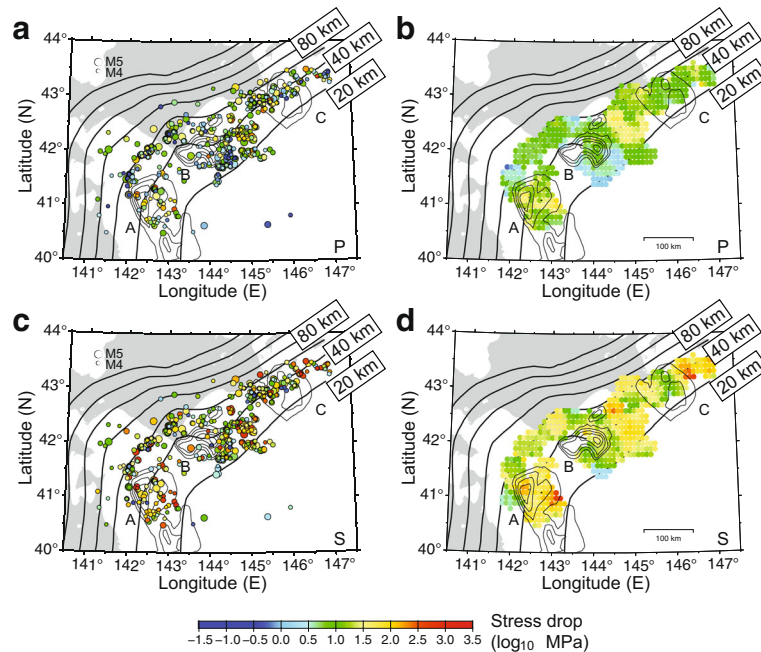 a
44°
43°
42°
41°
40°
Latitude (N)
M5
M4
80 km
40 km
20 km
A
B
C
P
141° 142° 143° 144° 145° 146° 147°
Longitude (E)
b
44°
43°
42°
41°
40°
Latitude (N)
80 km
40 km
20 km
A
B
C
100 km
P
141° 142° 143° 144° 145° 146° 147°
Longitude (E)
c
44°
43°
42°
41°
40°
Latitude (N)
M5
M4
80 km
40 km
20 km
A
B
C
S
141° 142° 143° 144° 145° 146° 147°
Longitude (E)
d
44°
43°
42°
41°
40°
Latitude (N)
80 km
40 km
20 km
A
B
C
100 km
S
141° 142° 143° 144° 145° 146° 147°
Longitude (E)
−1.5 −1.0 −0.5 0.0 0.5 1.0 1.5 2.0 2.5 3.0 3.5
Stress drop
(log₁₀ MPa)